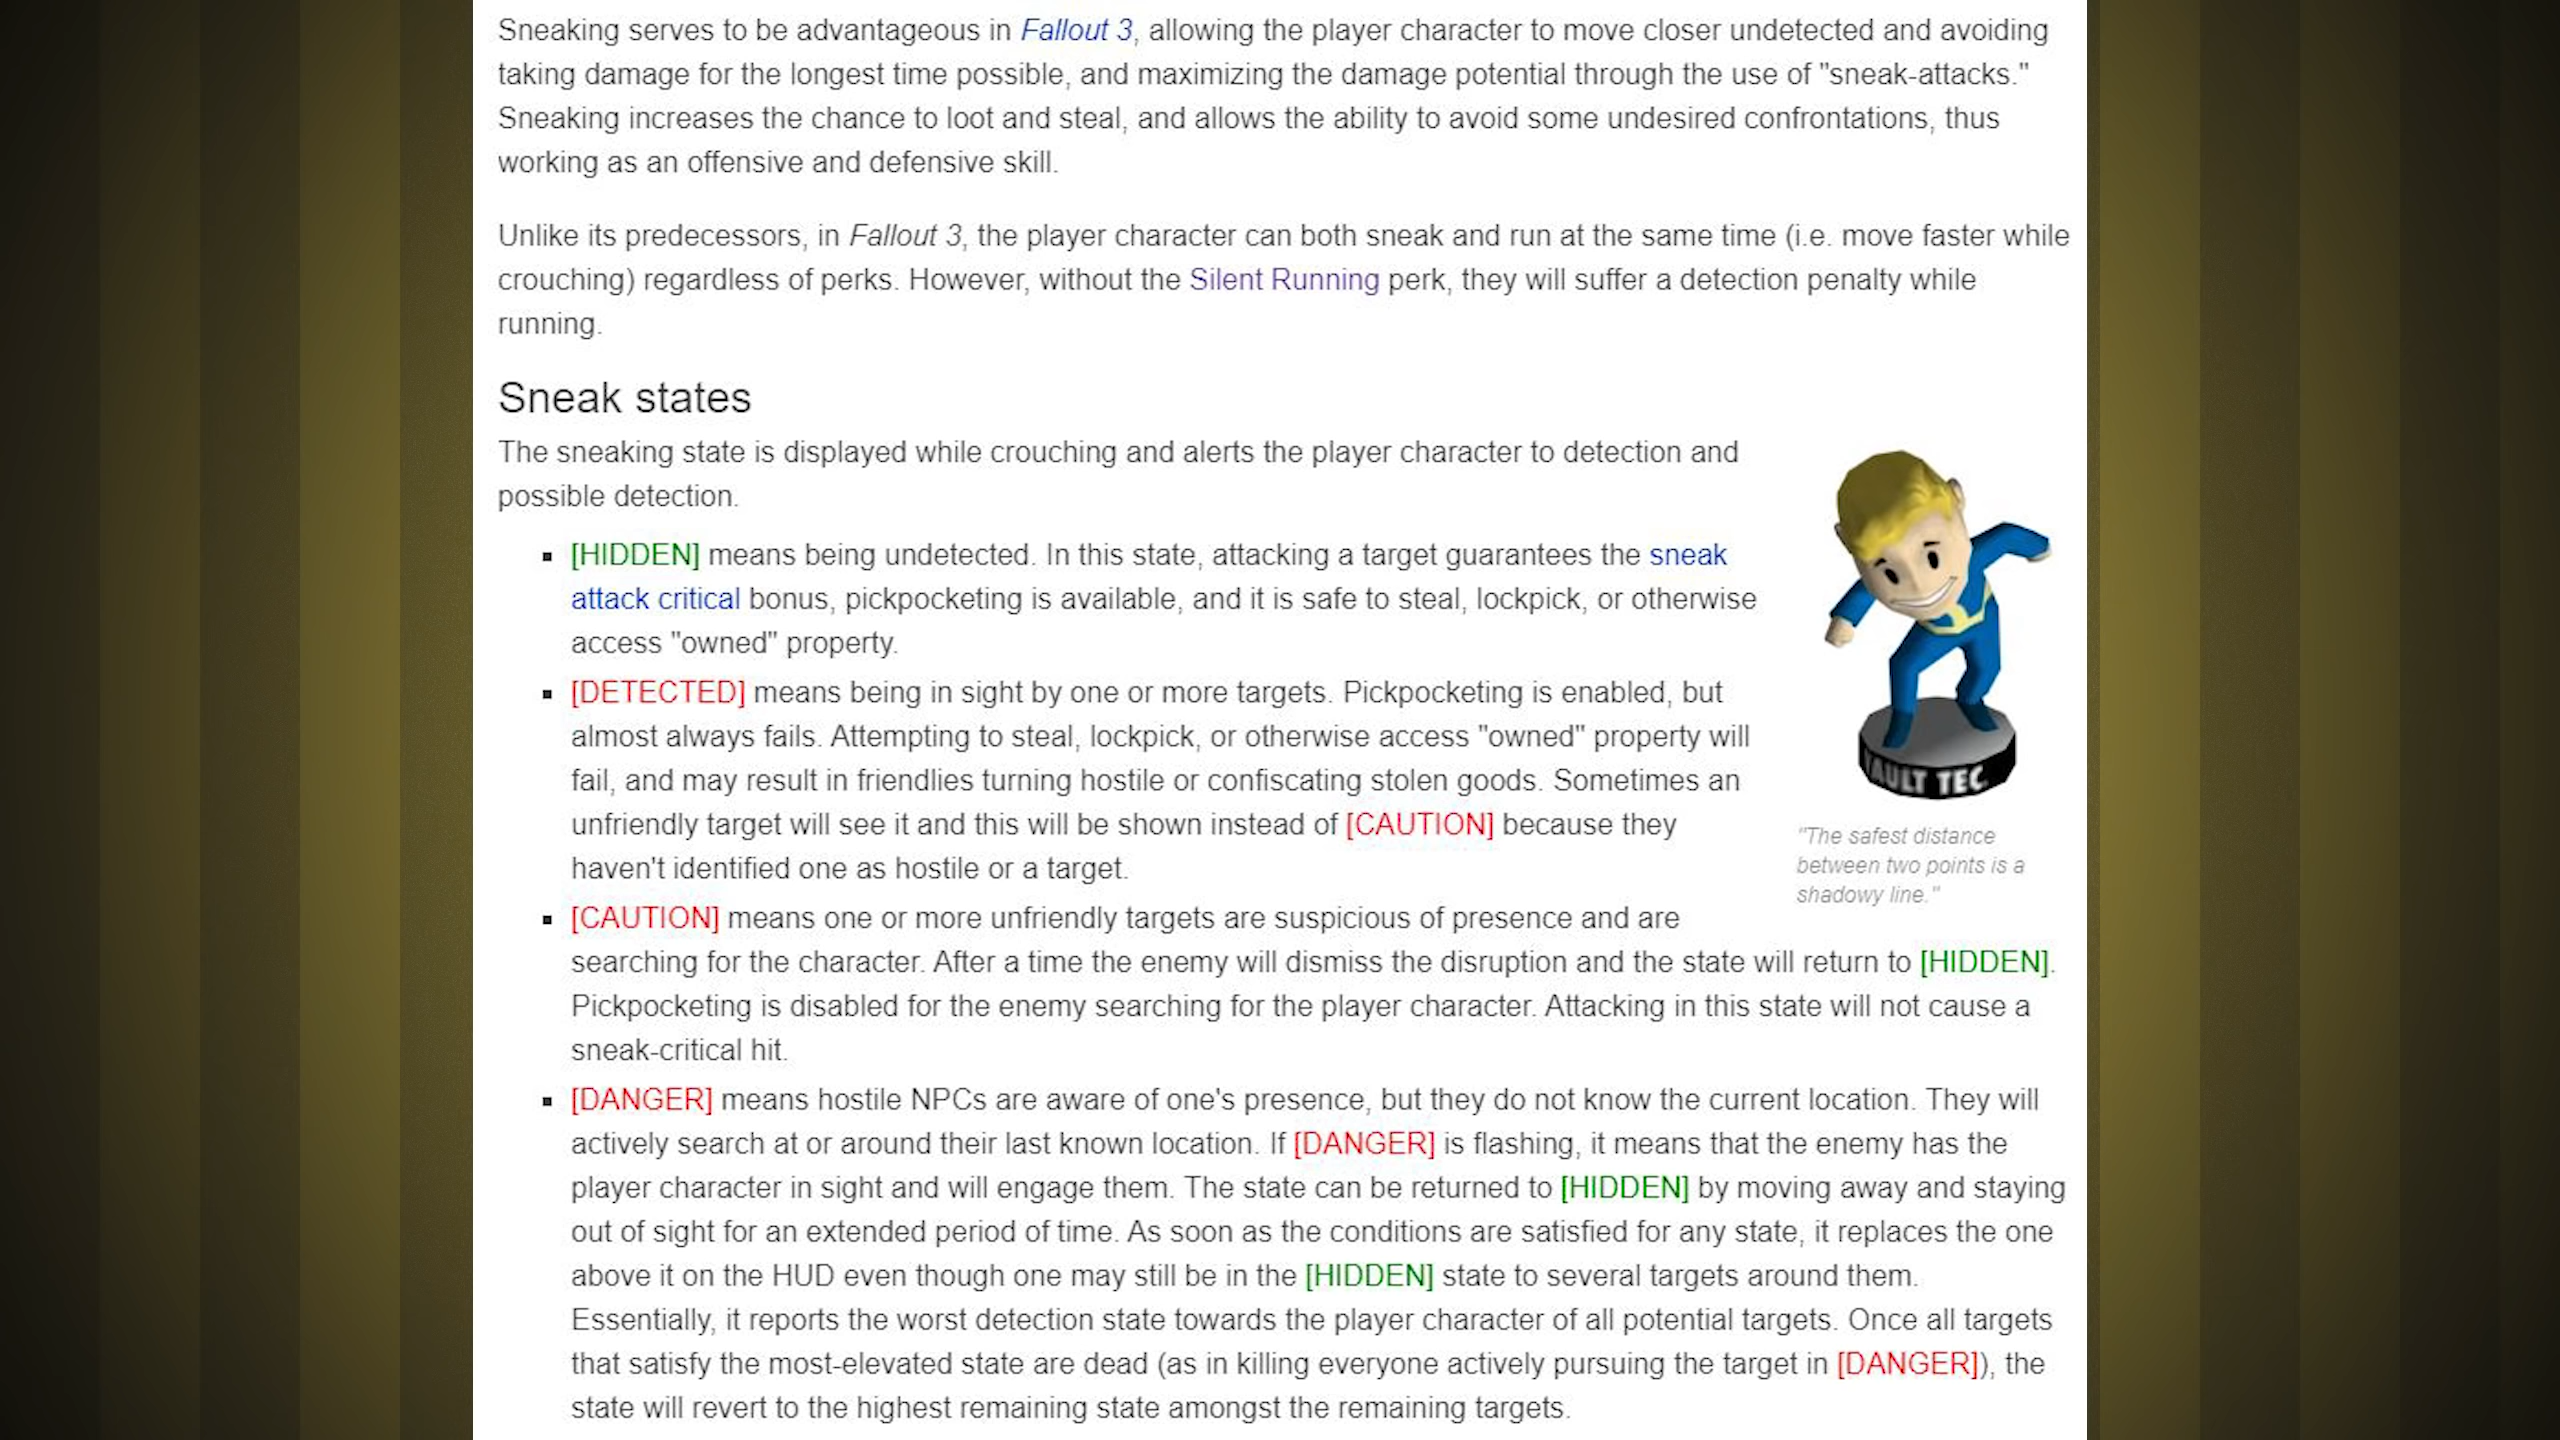 Sneaking serves to be advantageous in Fallout 3, allowing the player character to move closer undetected and avoiding
taking damage for the longest time possible, and maximizing the damage potential through the use of "sneak-attacks."
Sneaking increases the chance to loot and steal, and allows the ability to avoid some undesired confrontations, thus
working as an offensive and defensive skill.
Unlike its predecessors, in Fallout 3, the player character can both sneak and run at the same time (i.e. move faster while
crouching) regardless of perks. However, without the Silent Running perk, they will suffer a detection penalty while
running.
Sneak states
The sneaking state is displayed while crouching and alerts the player character to detection and
possible detection.
▪ [HIDDEN] means being undetected. In this state, attacking a target guarantees the sneak
attack critical bonus, pickpocketing is available, and it is safe to steal, lockpick, or otherwise
access "owned" property.
▪ [DETECTED] means being in sight by one or more targets. Pickpocketing is enabled, but
almost always fails. Attempting to steal, lockpick, or otherwise access "owned" property will
fail, and may result in friendlies turning hostile or confiscating stolen goods. Sometimes an
unfriendly target will see it and this will be shown instead of [CAUTION] because they
haven't identified one as hostile or a target.
VAULT TEC
"The safest distance
between two points is a
shadowy line."
▪ [CAUTION] means one or more unfriendly targets are suspicious of presence and are
searching for the character. After a time the enemy will dismiss the disruption and the state will return to [HIDDEN].
Pickpocketing is disabled for the enemy searching for the player character. Attacking in this state will not cause a
sneak-critical hit.
▪ [DANGER] means hostile NPCs are aware of one's presence, but they do not know the current location. They will
actively search at or around their last known location. If [DANGER] is flashing, it means that the enemy has the
player character in sight and will engage them. The state can be returned to [HIDDEN] by moving away and staying
out of sight for an extended period of time. As soon as the conditions are satisfied for any state, it replaces the one
above it on the HUD even though one may still be in the [HIDDEN] state to several targets around them.
Essentially, it reports the worst detection state towards the player character of all potential targets. Once all targets
that satisfy the most-elevated state are dead (as in killing everyone actively pursuing the target in [DANGER]), the
state will revert to the highest remaining state amongst the remaining targets.